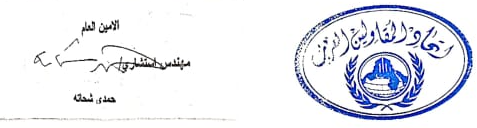 الامين العام
مهندس استشاري/
حمدى شحاته
اتحاد المقاولين العرب